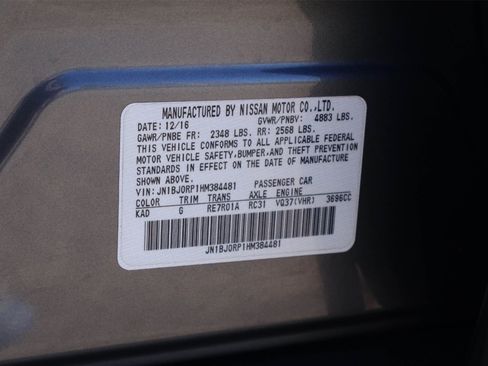 MANUFACTURED BY NISSAN MOTOR CO.,LTD.
DATE: 12/16 GVWR/PNBV: 4883 LBS.
GAWR/PNBE FR: 2348 LBS. RR: 2568 LBS.
THIS VEHICLE CONFORMS TO ALL APPLICABLE FEDERAL
MOTOR VEHICLE SAFETY,BUMPER,AND THEFT PREVENTION
STANDARDS IN EFFECT ON THE DATE OF MANUFACTURE
SHOWN ABOVE.
VIN: JN1BJ0RP1HM384481 PASSENGER CAR
COLOR TRIM TRANS AXLE ENGINE
KAD G RE7R01A RC31 VQ37(VHR) 3696CC
JN1BJ0RP1HM384481